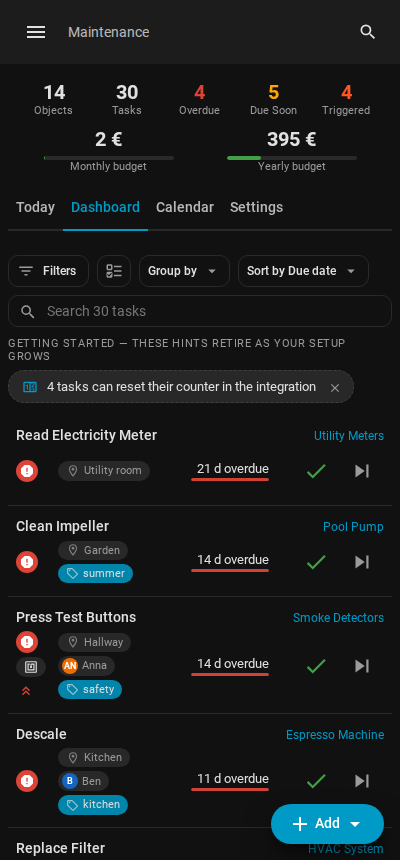 Maintenance
14 30 4 5 4
Objects Tasks Overdue Due Soon Triggered
2 € 395 €
Monthly budget Yearly budget
Today Dashboard Calendar Settings
Filters Group by Sort by Due date
Search 30 tasks
GETTING STARTED — THESE HINTS RETIRE AS YOUR SETUP
GROWS
4 tasks can reset their counter in the integration
Read Electricity Meter Utility Meters
Utility room 21 d overdue
Clean Impeller Pool Pump
Garden
14 d overdue
summer
Press Test Buttons Smoke Detectors
Hallway
AN Anna 14 d overdue
safety
Descale Espresso Machine
Kitchen
B Ben 11 d overdue
kitchen
Add
Replace Filter HVAC System